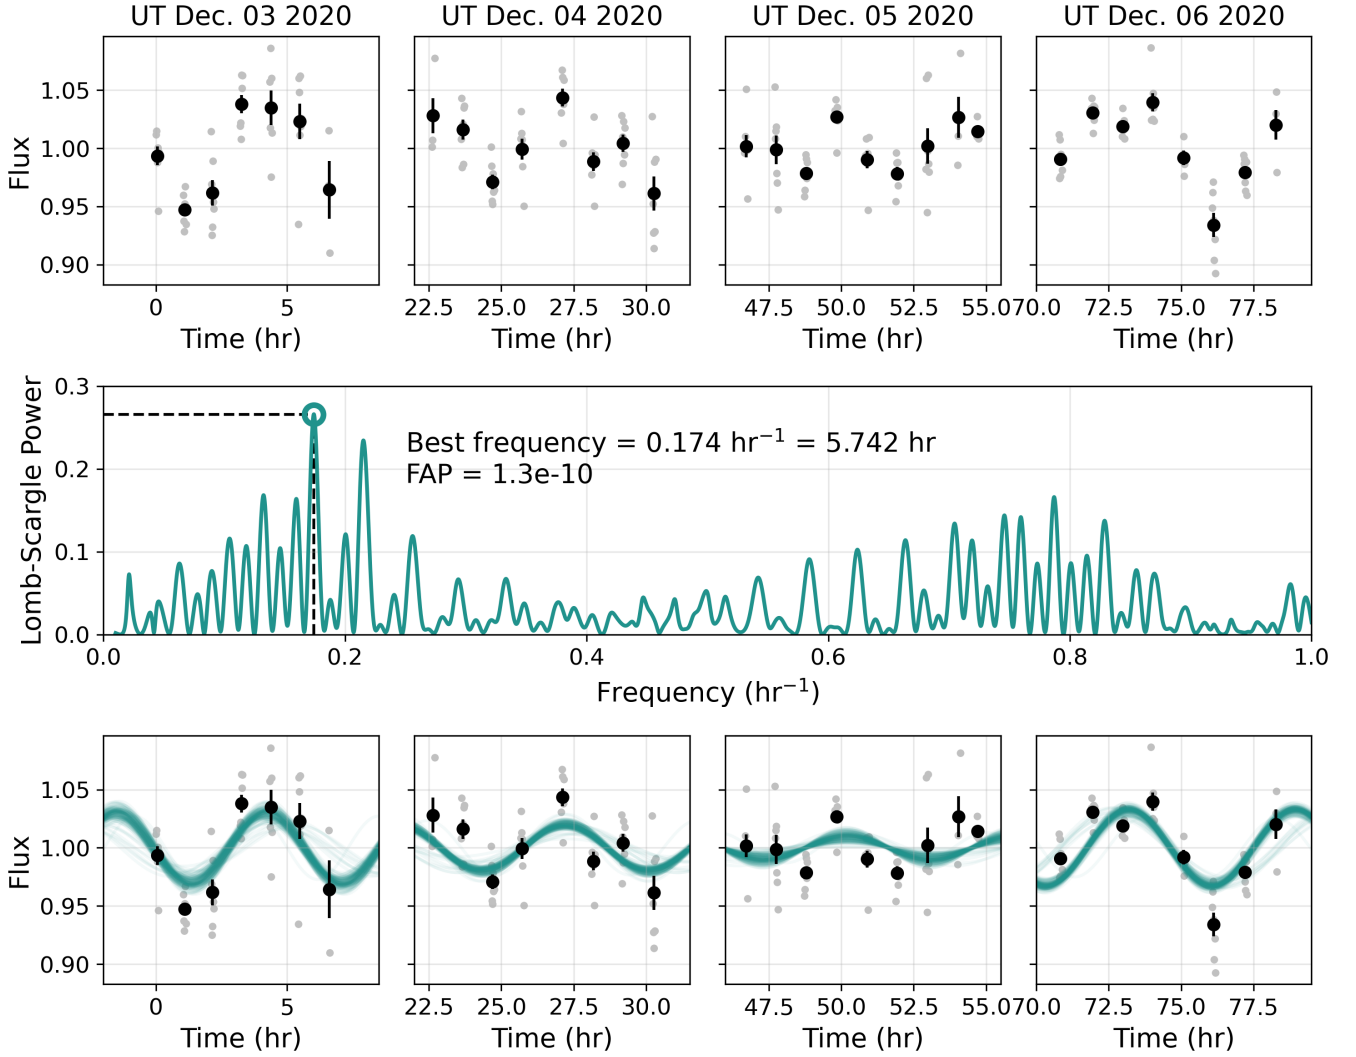 UT Dec. 03 2020 UT Dec. 04 2020 UT Dec. 05 2020 UT Dec. 06 2020
1.05
1.00
0.95
0.90
Flux
0 5 22.5 25.0 27.5 30.0 47.5 50.0 52.5 55.0 70.0 72.5 75.0 77.5
Time (hr) Time (hr) Time (hr) Time (hr)
0.3
0.2
0.1
0.0
Lomb-Scargle Power
Best frequency = 0.174 hr⁻¹ = 5.742 hr
FAP = 1.3e-10
0.0 0.2 0.4 0.6 0.8 1.0
Frequency (hr⁻¹)
1.05
1.00
0.95
0.90
Flux
0 5 22.5 25.0 27.5 30.0 47.5 50.0 52.5 55.0 70.0 72.5 75.0 77.5
Time (hr) Time (hr) Time (hr) Time (hr)